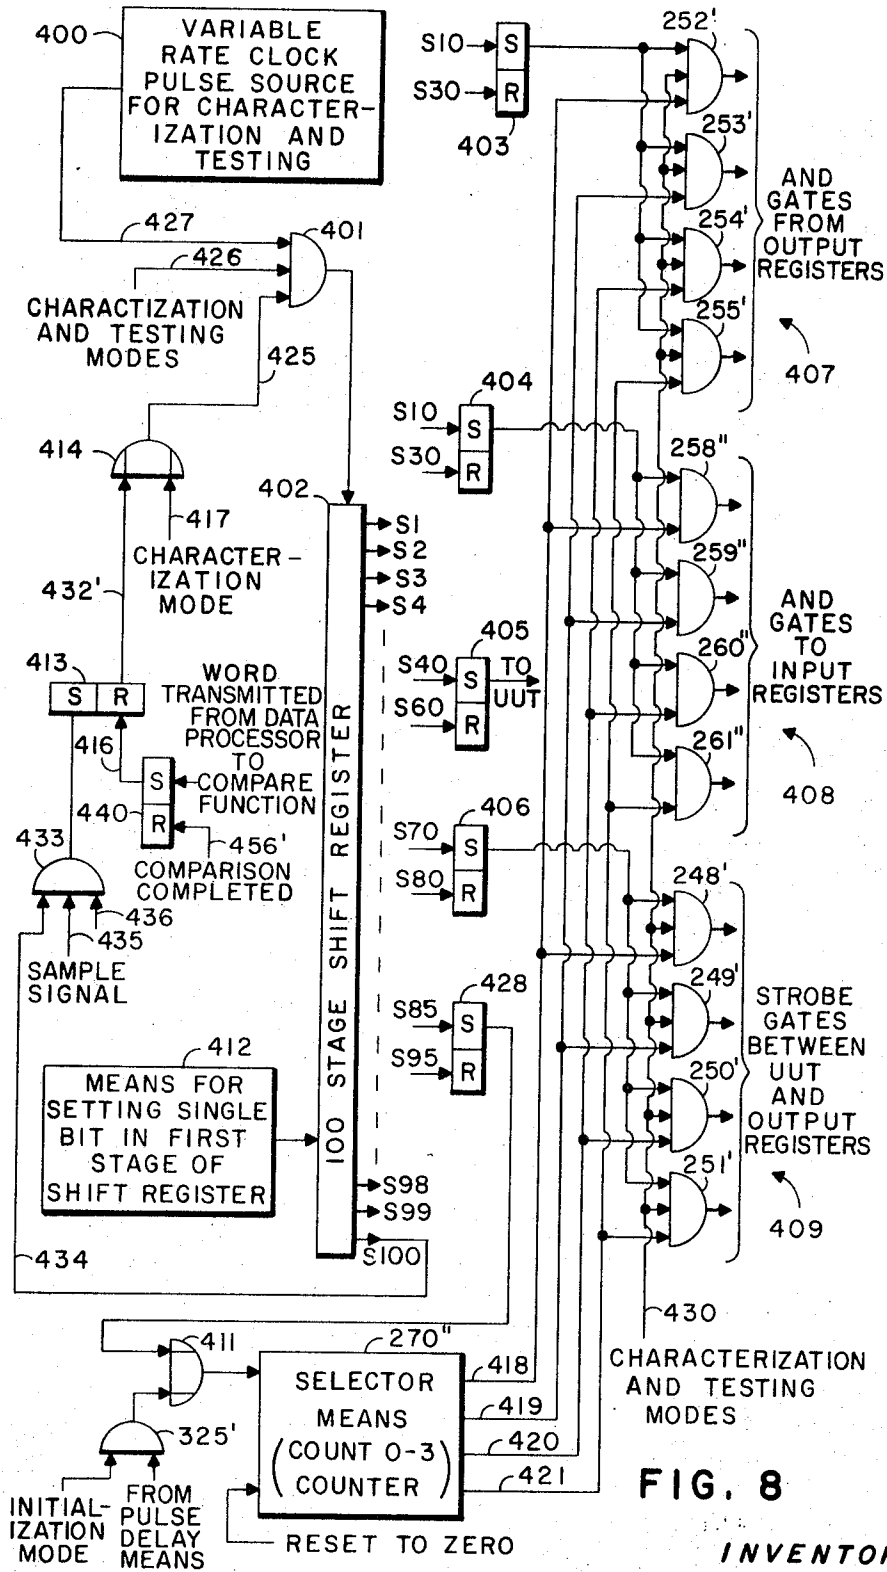 400
VARIABLE
RATE CLOCK
PULSE SOURCE
FOR CHARACTER-
IZATION AND
TESTING
427
426
401
CHARACTIZATION
AND TESTING
MODES
425
414
417
CHARACTER-
IZATION
MODE
432'
413
S R
416
WORD
TRANSMITTED
FROM DATA
PROCESSOR
TO
COMPARE
FUNCTION
S
R
440
456'
COMPARISON
COMPLETED
433
436
435
SAMPLE
SIGNAL
412
MEANS FOR
SETTING SINGLE
BIT IN FIRST
STAGE OF
SHIFT REGISTER
434
402
100 STAGE SHIFT REGISTER
S1
S2
S3
S4
S98
S99
S100
S10
S30
S
R
403
404
S10
S30
S
R
405
S40
S60
S
R
TO
UUT
406
S70
S80
S
R
428
S85
S95
S
R
252'
253'
254'
255'
AND
GATES
FROM
OUTPUT
REGISTERS
407
258"
259"
260"
261"
AND
GATES
TO
INPUT
REGISTERS
408
248'
249'
250'
251'
STROBE
GATES
BETWEEN
UUT
AND
OUTPUT
REGISTERS
409
430
CHARACTERIZATION
AND TESTING
MODES
411
325'
INITIAL-
IZATION
MODE
FROM
PULSE
DELAY
MEANS
270"
SELECTOR
MEANS
(COUNT 0-3
COUNTER)
418
419
420
421
RESET TO ZERO
FIG. 8
INVENTOR